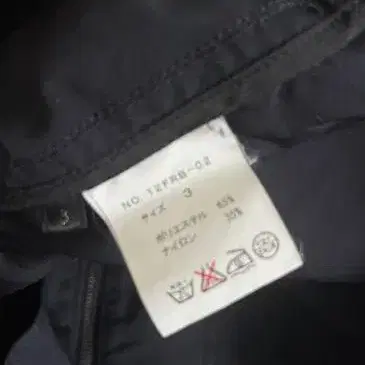 NO. 12FRB-02
サイズ 3
ポリエステル 65%
ナイロン 35%
3